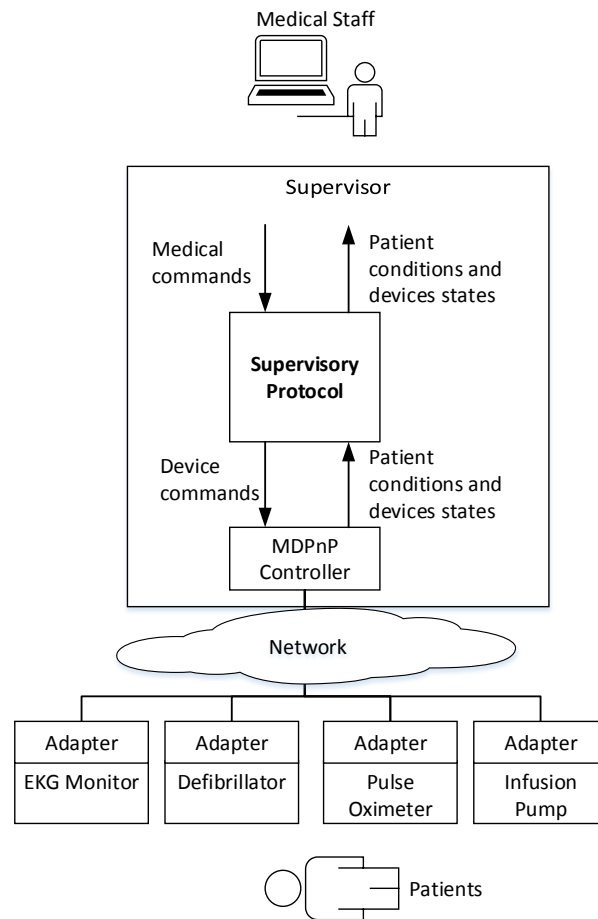 Medical Staff
Supervisor
Medical
commands
Patient
conditions and
devices states
Supervisory
Protocol
Device
commands
Patient
conditions and
devices states
MDPnP
Controller
Network
Adapter
EKG Monitor
Adapter
Defibrillator
Adapter
Pulse
Oximeter
Adapter
Infusion
Pump
Patients